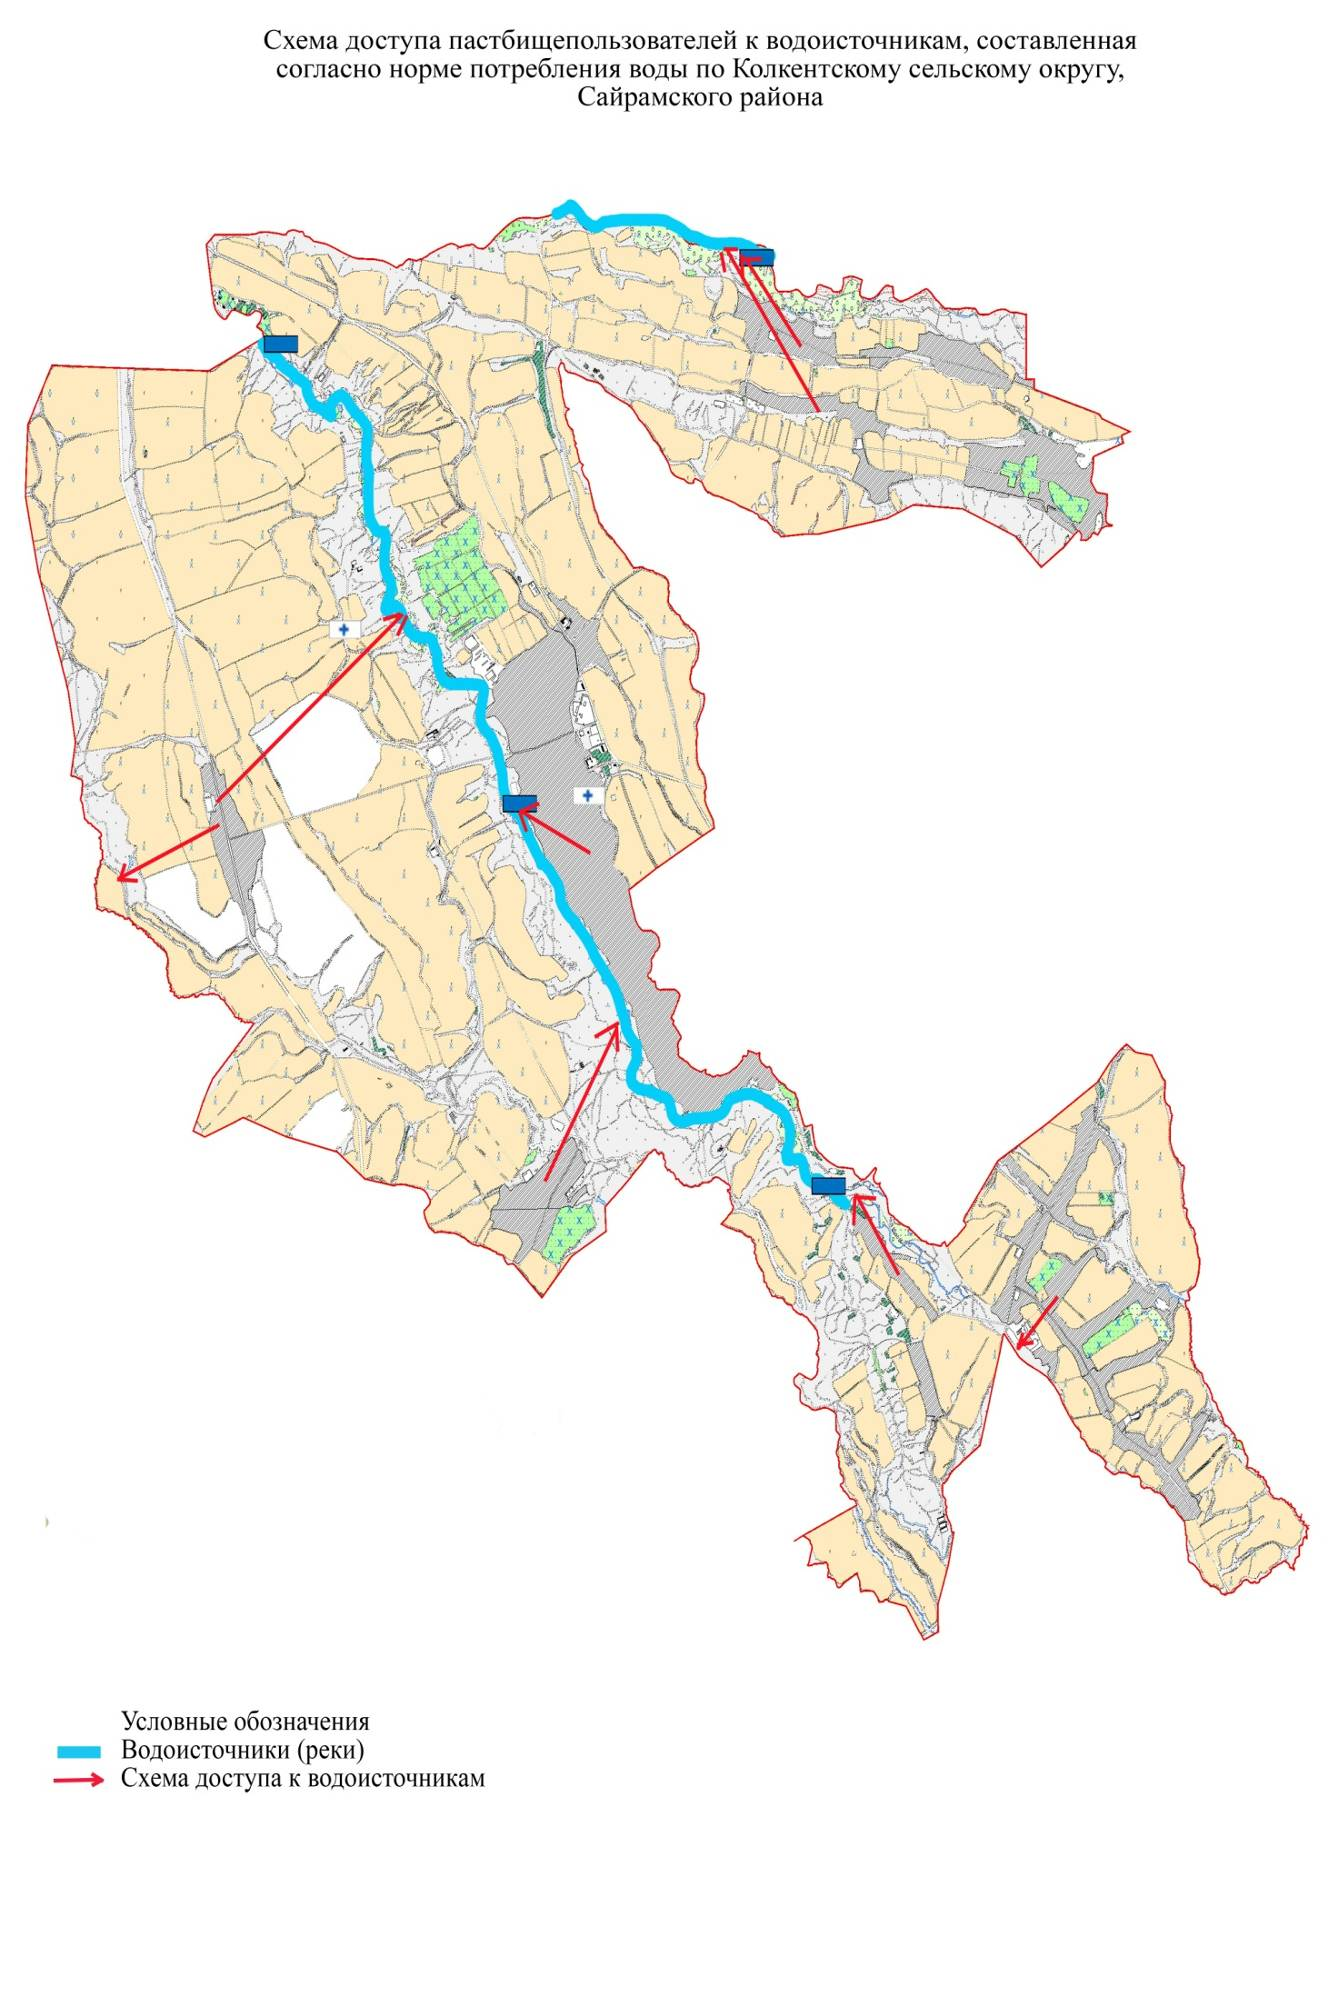 Схема доступа пастбищепользователей к водоисточникам, составленная
согласно норме потребления воды по Колкентскому сельскому округу,
Сайрамского района
Условные обозначения
Водоисточники (реки)
Схема доступа к водоисточникам